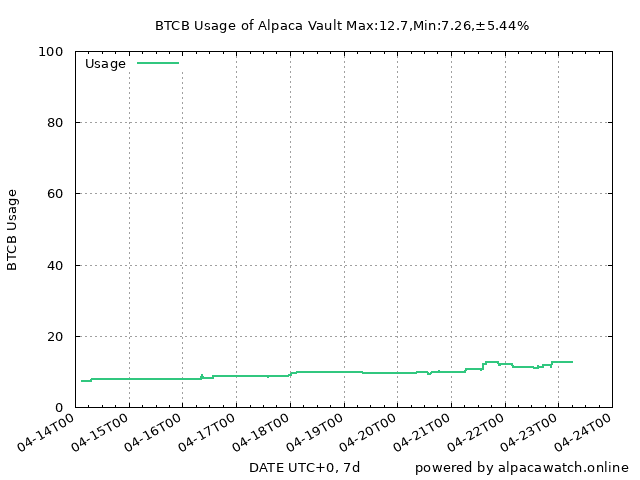 BTCB Usage of Alpaca Vault Max:12.7,Min:7.26,±5.44%
Usage
100
80
60
40
20
0
BTCB Usage
04-14T00
04-15T00
04-16T00
04-17T00
04-18T00
04-19T00
04-20T00
04-21T00
04-22T00
04-23T00
04-24T00
DATE UTC+0, 7d
powered by alpacawatch.online